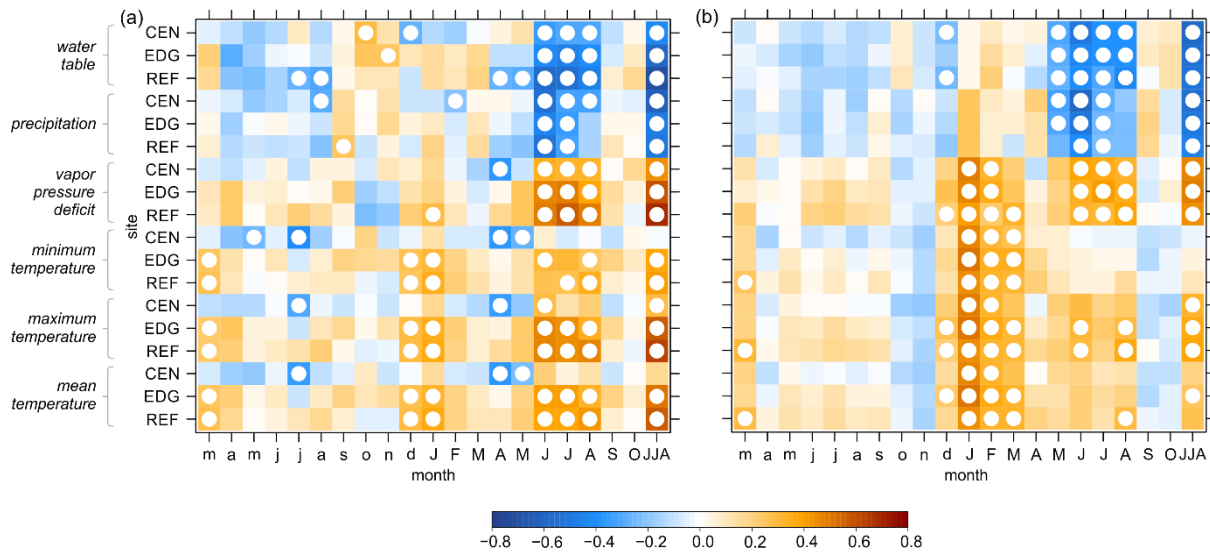 (a)
(b)
water
table
precipitation
vapor
pressure
deficit
minimum
temperature
maximum
temperature
mean
temperature
site
CEN
EDG
REF
CEN
EDG
REF
CEN
EDG
REF
CEN
EDG
REF
CEN
EDG
REF
CEN
EDG
REF
m a m j j a s o n d J F M A M J J A S O JJA
m a m j j a s o n d J F M A M J J A S O JJA
month
month
−0.8 −0.6 −0.4 −0.2 0.0 0.2 0.4 0.6 0.8